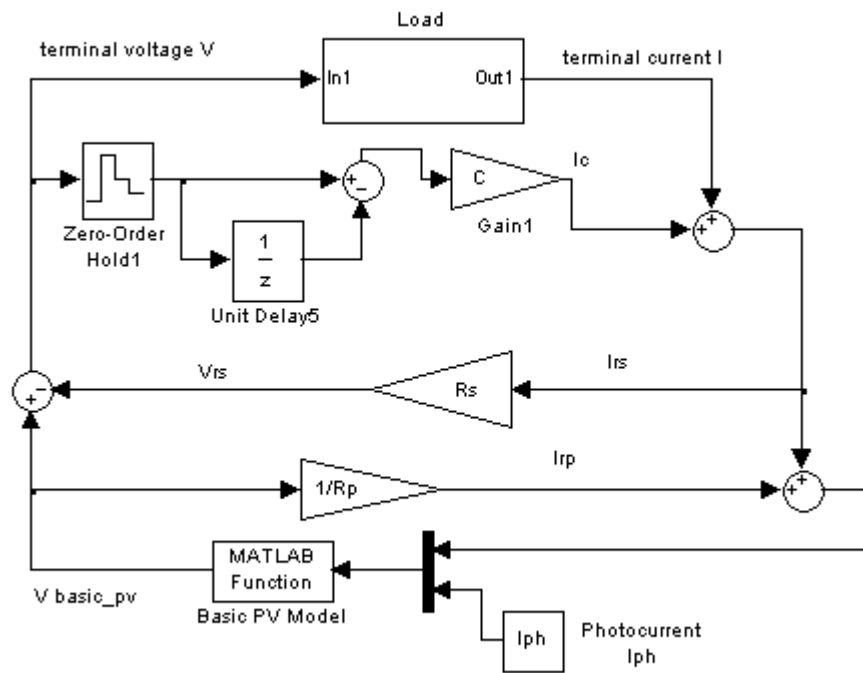 Load
terminal voltage V
terminal current I
In1
Out1
Ic
C
Gain1
Zero-Order
Hold1
1
z
Unit Delay5
Vrs
Irs
Rs
Irp
1/Rp
MATLAB
Function
V basic_pv
Basic PV Model
Iph
Photocurrent
Iph